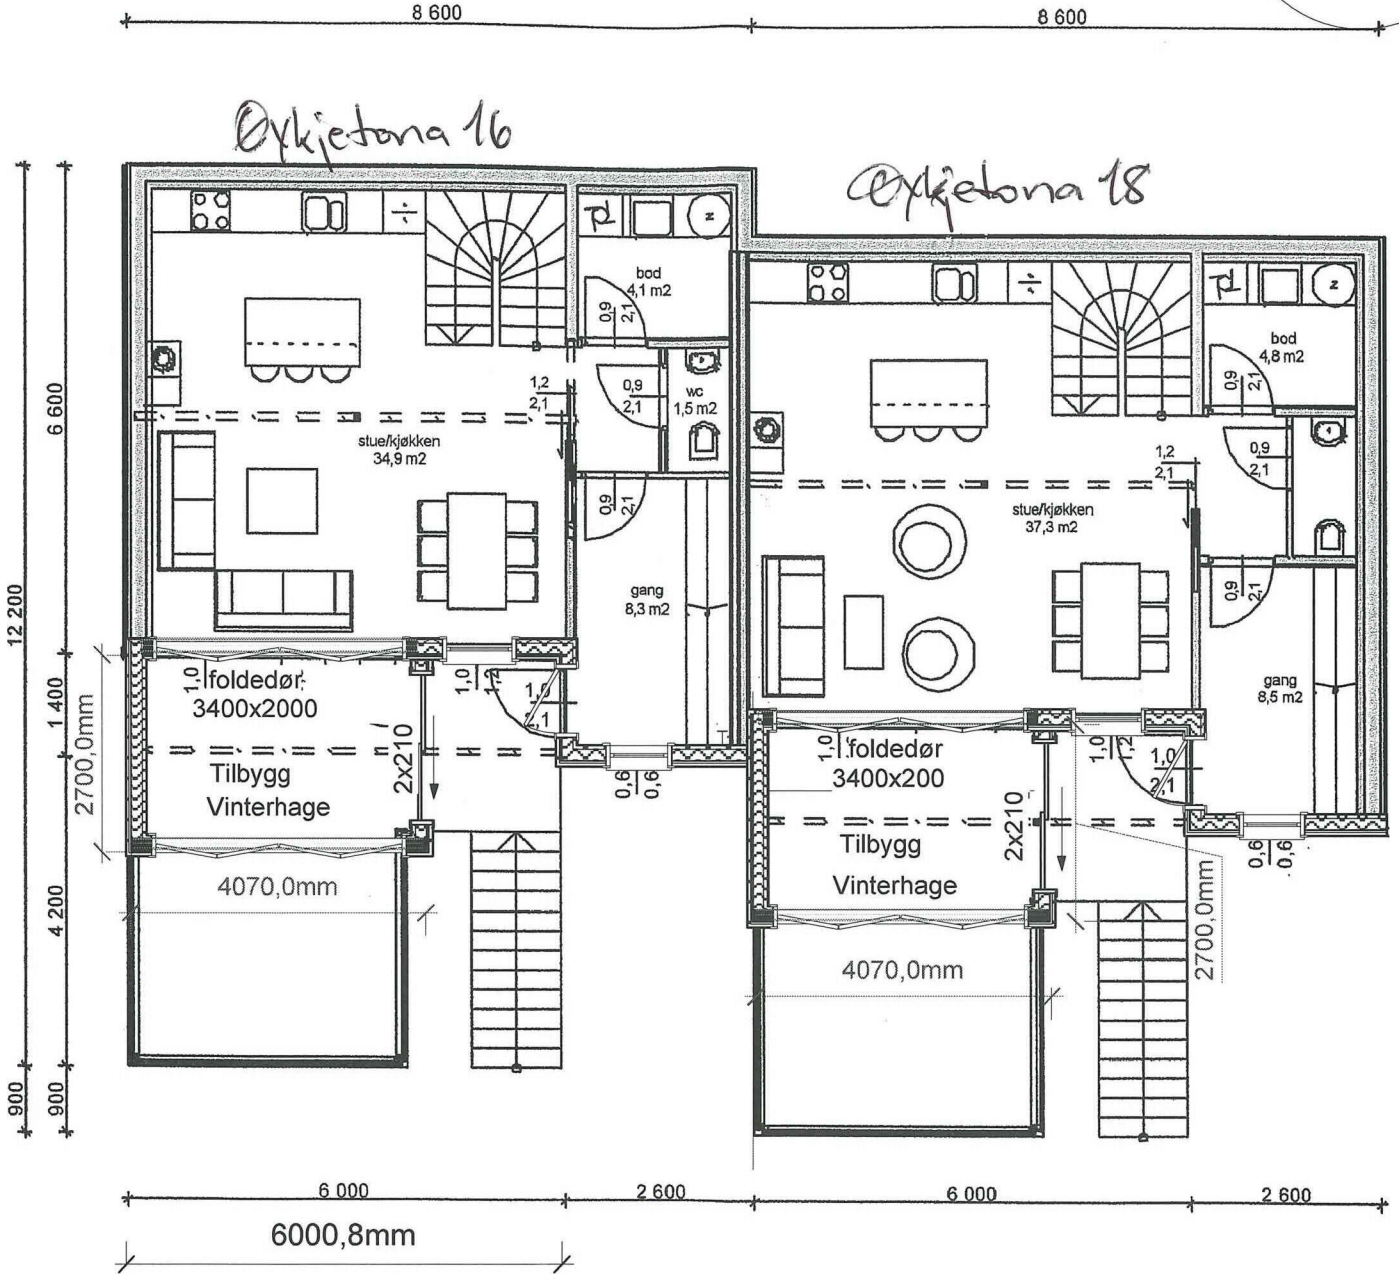 8 600
8 600
Øykjetona 16
Øykjetona 18
bod
4,1 m2
0,9
2,1
wc
1,5 m2
0,9
2,1
1,2
2,1
stue/kjøkken
34,9 m2
0,9
2,1
gang
8,3 m2
bod
4,8 m2
0,9
2,1
0,9
2,1
1,2
2,1
stue/kjøkken
37,3 m2
0,9
2,1
gang
8,5 m2
12 200
6 600
1 400
4 200
900
900
2700,0mm
1,0
foldedør
3400x2000
Tilbygg
Vinterhage
2x210
1,0
1,2
1,0
2,1
0,6
0,6
4070,0mm
1,0
foldedør
3400x200
Tilbygg
Vinterhage
2x210
1,0
1,2
1,0
2,1
0,6
0,6
2700,0mm
4070,0mm
6 000
2 600
6 000
2 600
6000,8mm